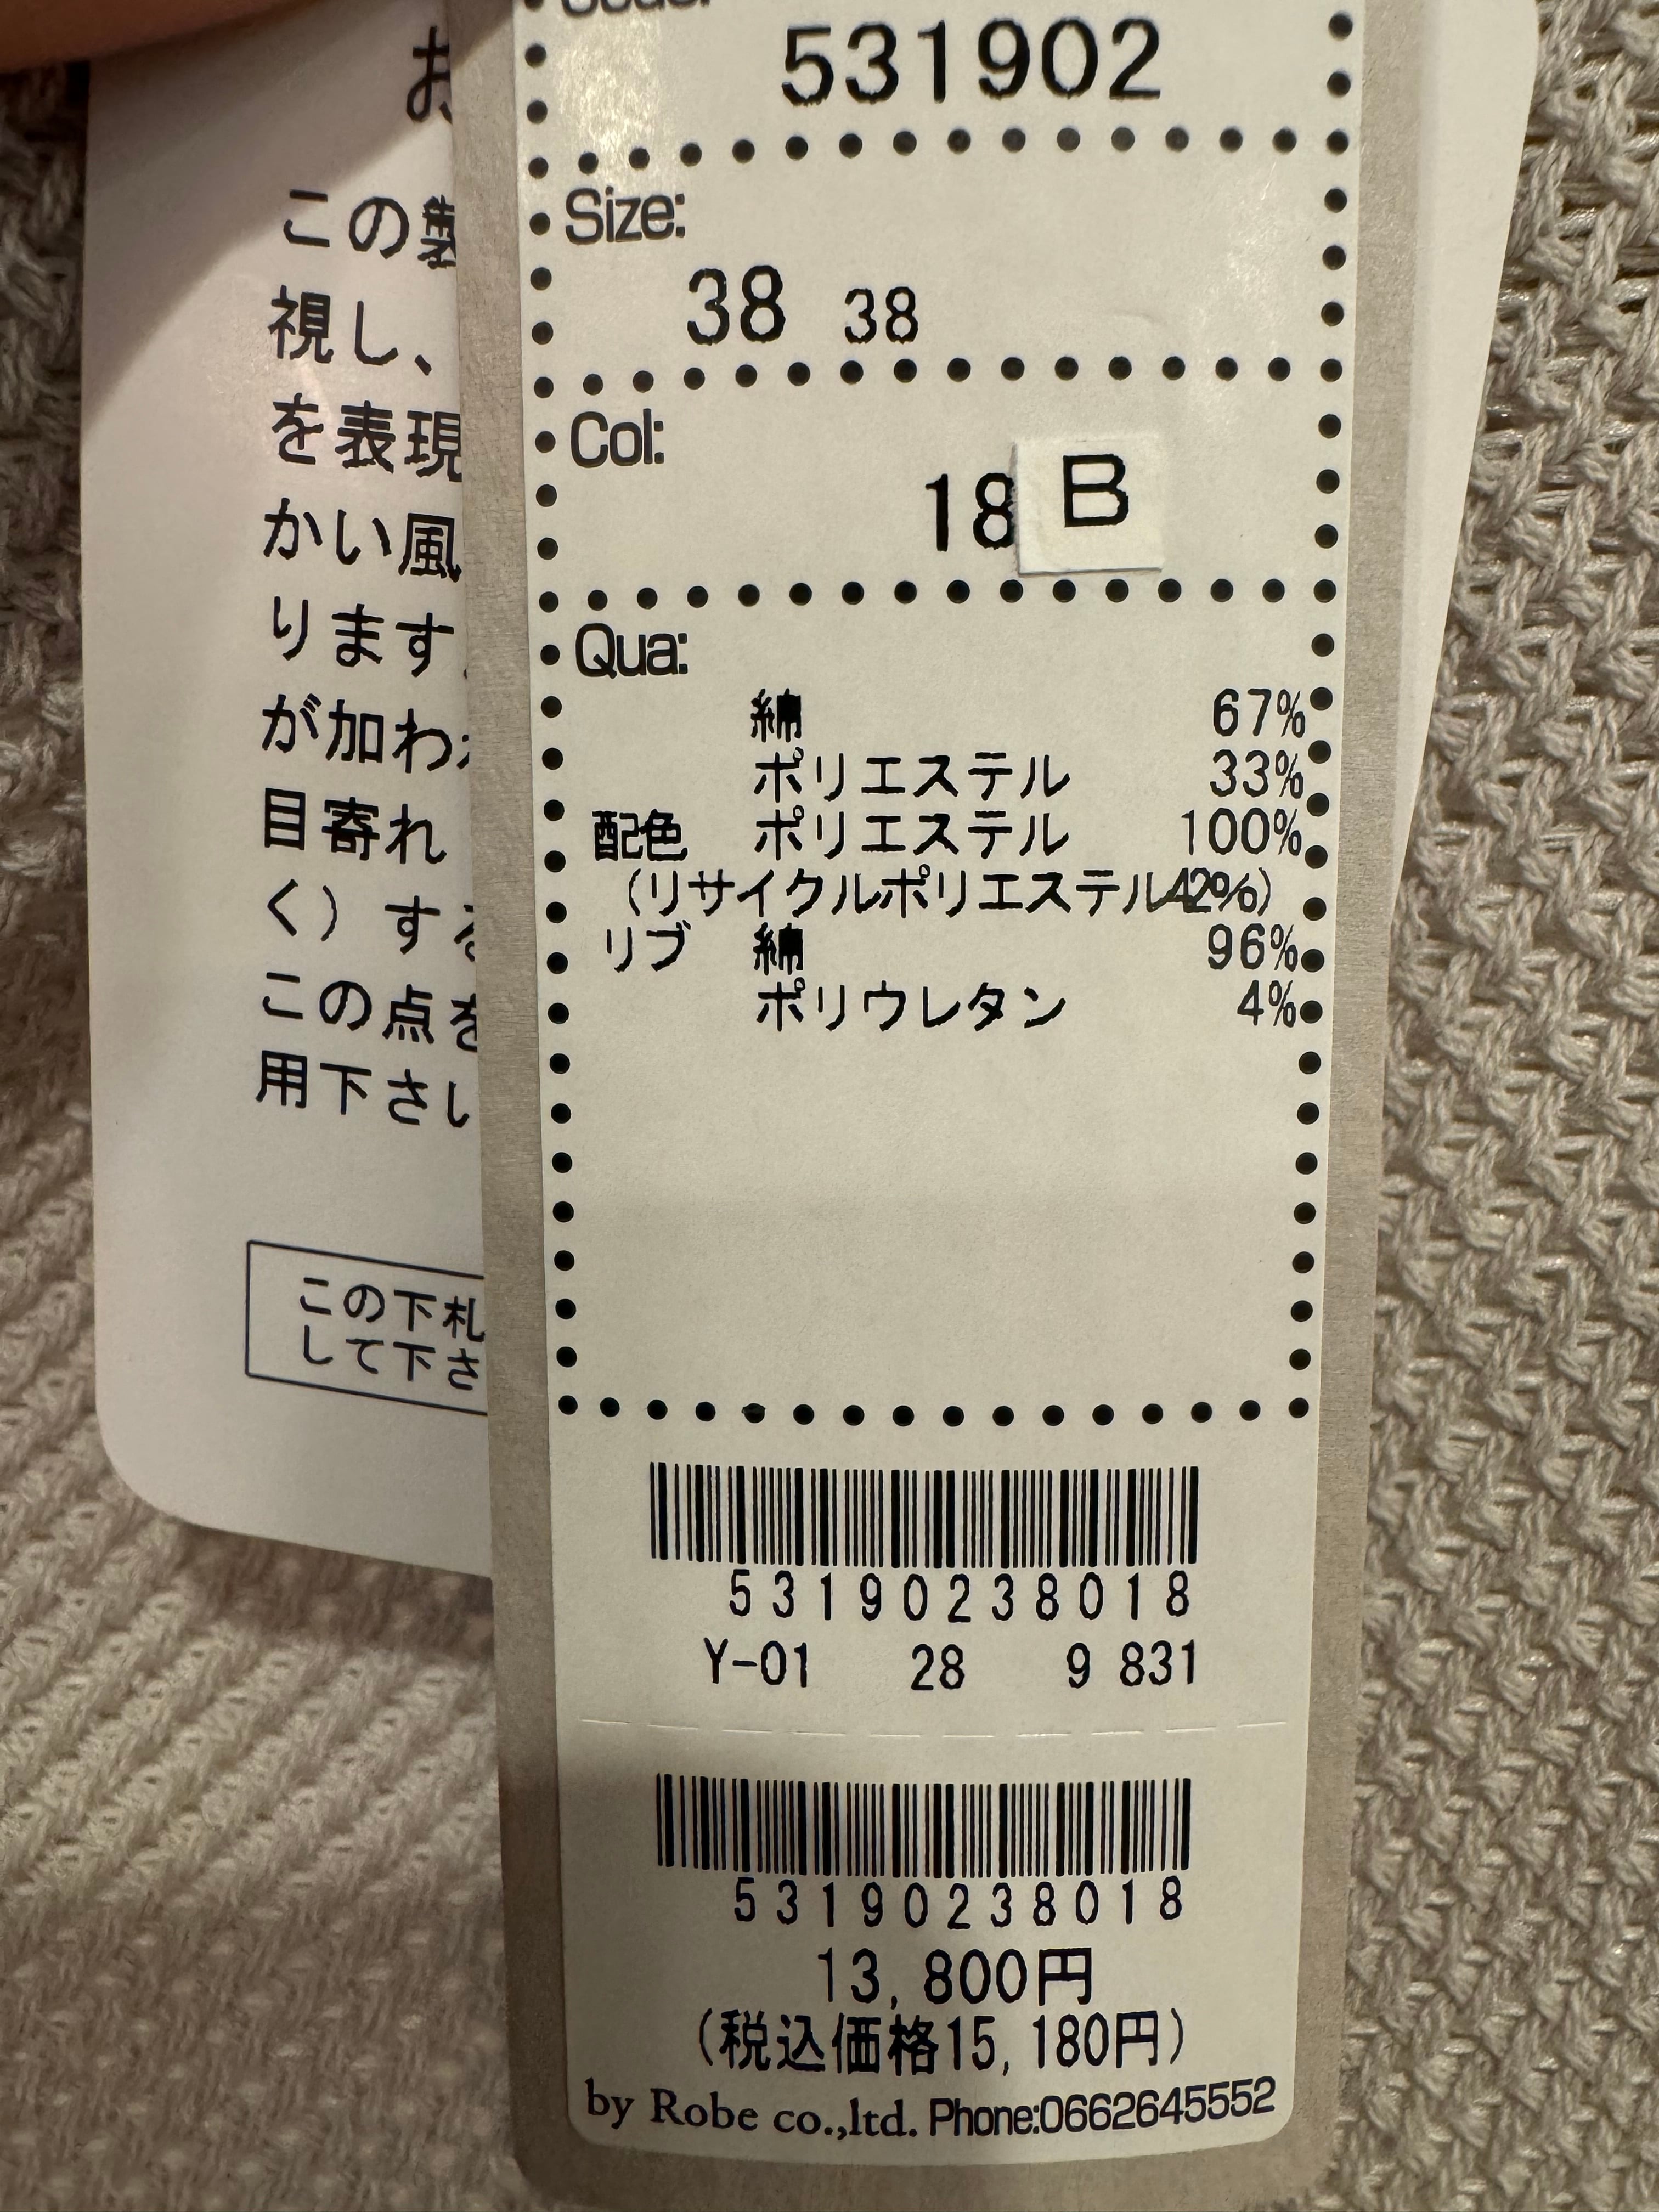 お
この製
視し、
を表現
かい風
ります
が加わ
目寄れ
く）する
この点を
用下さい
この下札
して下さ
Code:
531902
Size:
38 38
Col:
18 B
Qua:
綿 67%
ポリエステル 33%
配色 ポリエステル 100%
(リサイクルポリエステル42%)
リブ 綿 96%
ポリウレタン 4%
53190238018
Y-01 28 9 831
53190238018
13,800円
(税込価格15,180円)
by Robe co.,ltd. Phone:0662645552